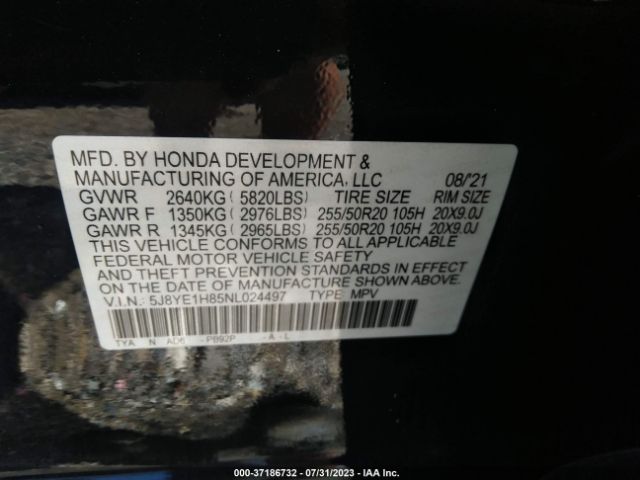 MFD. BY HONDA DEVELOPMENT &
MANUFACTURING OF AMERICA, LLC 08/'21
GVWR 2640KG ( 5820LBS) TIRE SIZE RIM SIZE
GAWR F 1350KG ( 2976LBS) 255/50R20 105H 20X9.0J
GAWR R 1345KG ( 2965LBS) 255/50R20 105H 20X9.0J
THIS VEHICLE CONFORMS TO ALL APPLICABLE
FEDERAL MOTOR VEHICLE SAFETY
AND THEFT PREVENTION STANDARDS IN EFFECT
ON THE DATE OF MANUFACTURE SHOWN ABOVE.
V.I.N.: 5J8YE1H85NL024497 TYPE: MPV
TYA N AD6 - PB92P - A - L
000-37186732 / 07/31/2023 - IAA Inc.